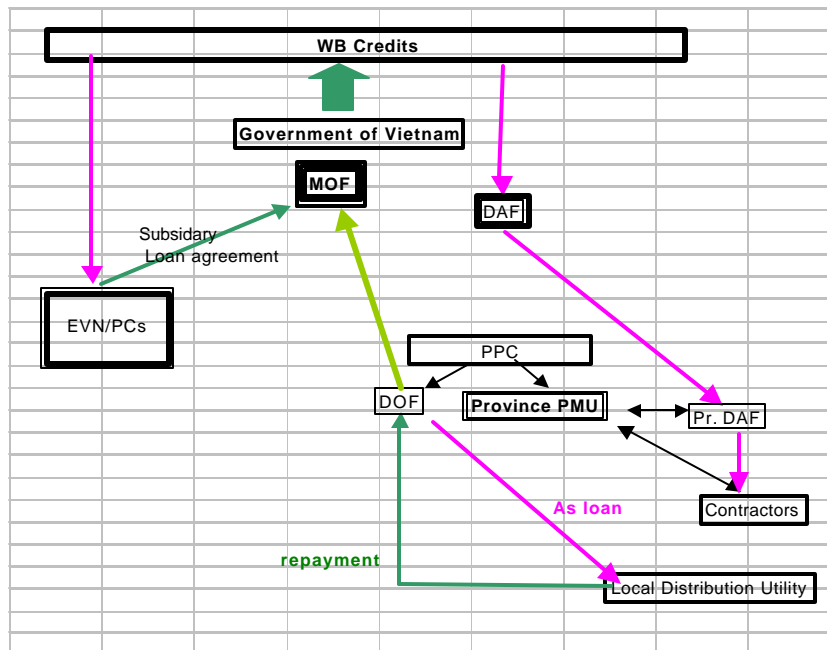 WB Credits
Government of Vietnam
MOF
DAF
Subsidary
Loan agreement
EVN/PCs
PPC
DOF
Province PMU
Pr. DAF
Contractors
As loan
repayment
Local Distribution Utility